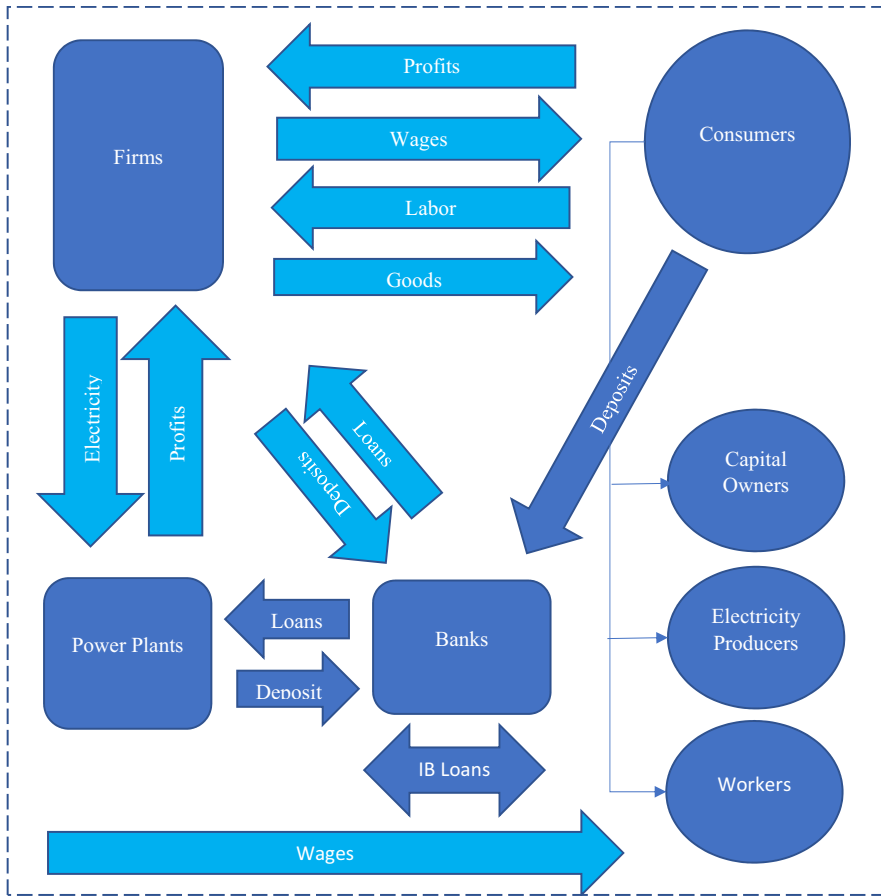 Profits
Firms
Wages
Consumers
Labor
Goods
Electricity
Profits
Loans
Deposits
Deposits
Capital
Owners
Power Plants
Loans
Deposit
Banks
Electricity
Producers
IB Loans
Workers
Wages